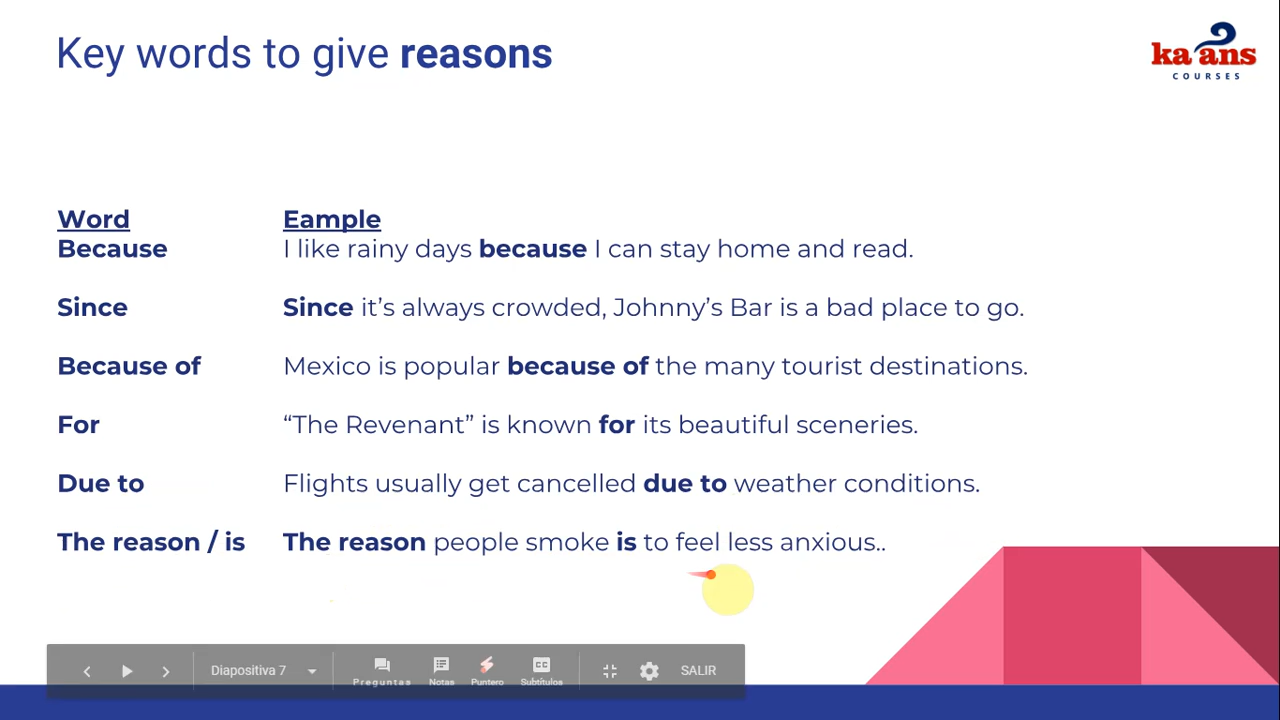 Key words to give reasons
ka ans
COURSES
Word Eample
Because I like rainy days because I can stay home and read.
Since Since it’s always crowded, Johnny’s Bar is a bad place to go.
Because of Mexico is popular because of the many tourist destinations.
For “The Revenant” is known for its beautiful sceneries.
Due to Flights usually get cancelled due to weather conditions.
The reason / is The reason people smoke is to feel less anxious..
Diapositiva 7 Preguntas Notas Puntero CC Subtítulos SALIR